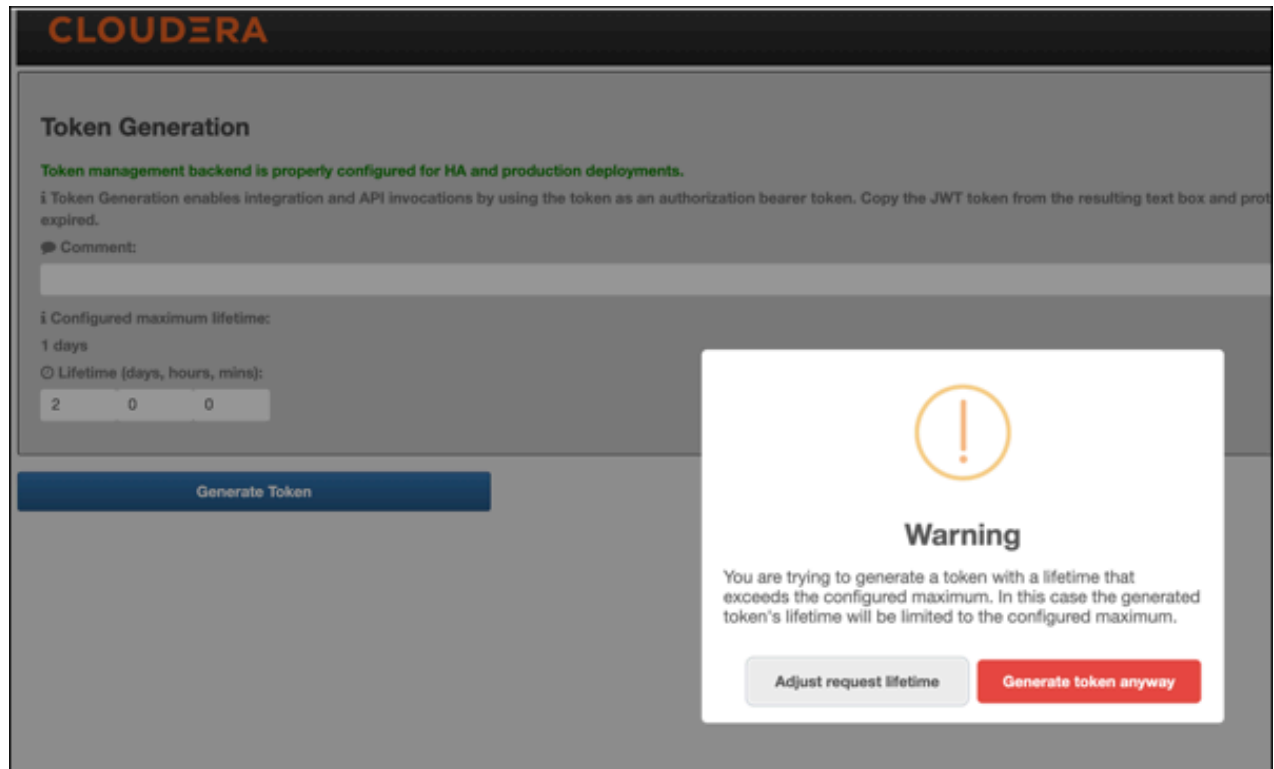 CLOUDERA
Token Generation
Token management backend is properly configured for HA and production deployments.
i Token Generation enables integration and API invocations by using the token as an authorization bearer token. Copy the JWT token from the resulting text box and prot
expired.
Comment:
i Configured maximum lifetime:
1 days
Lifetime (days, hours, mins):
2 0 0
Generate Token
Warning
You are trying to generate a token with a lifetime that
exceeds the configured maximum. In this case the generated
token's lifetime will be limited to the configured maximum.
Adjust request lifetime Generate token anyway